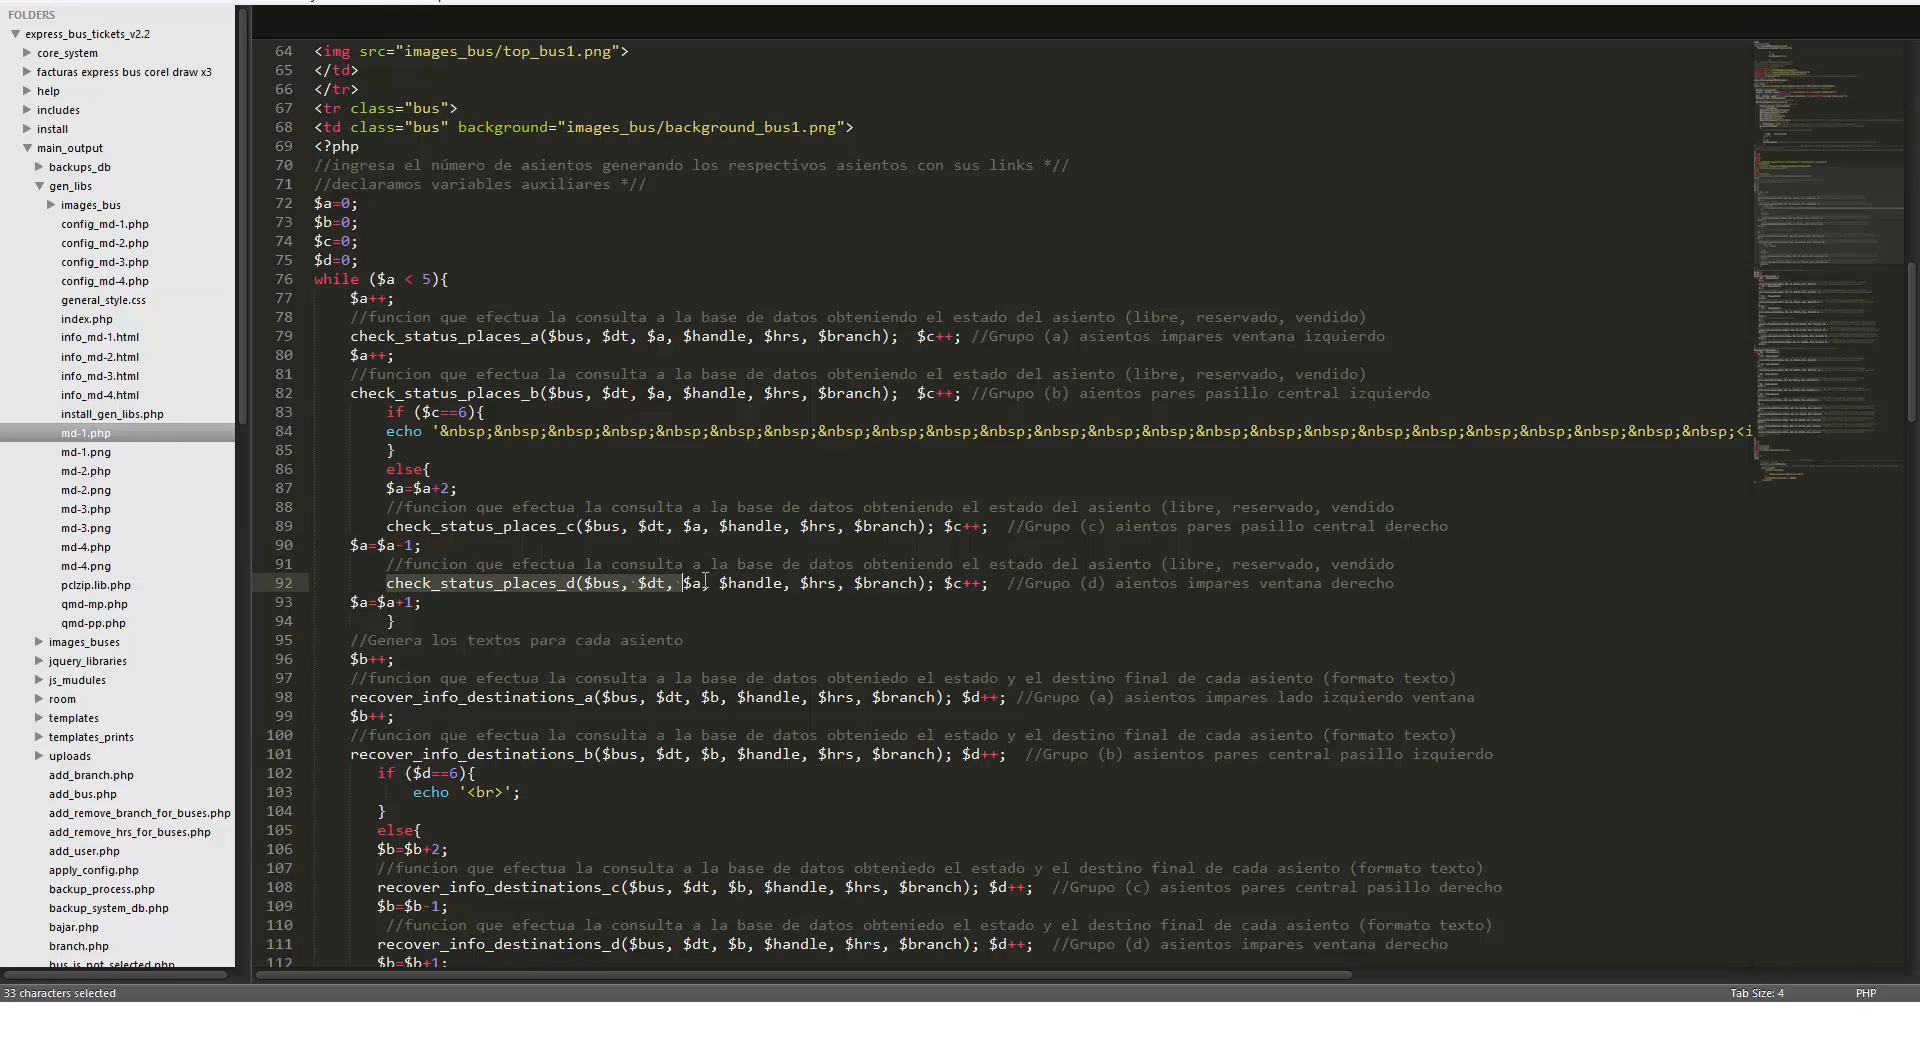 FOLDERS
express_bus_tickets_v2.2
core_system
facturas express bus corel draw x3
help
includes
install
main_output
backups_db
gen_libs
images_bus
config_md-1.php
config_md-2.php
config_md-3.php
config_md-4.php
general_style.css
index.php
info_md-1.html
info_md-2.html
info_md-3.html
info_md-4.html
install_gen_libs.php
md-1.php
md-1.png
md-2.php
md-2.png
md-3.php
md-3.png
md-4.php
md-4.png
pclzip.lib.php
qmd-mp.php
qmd-pp.php
images_buses
jquery_libraries
js_mudules
room
templates
templates_prints
uploads
add_branch.php
add_bus.php
add_remove_branch_for_buses.php
add_remove_hrs_for_buses.php
add_user.php
apply_config.php
backup_process.php
backup_system_db.php
bajar.php
branch.php
bus_is_not_selected.php
64 <img src="images_bus/top_bus1.png">
65 </td>
66 </tr>
67 <tr class="bus">
68 <td class="bus" background="images_bus/background_bus1.png">
69 <?php
70 //ingresa el número de asientos generando los respectivos asientos con sus links *//
71 //declaramos variables auxiliares *//
72 $a=0;
73 $b=0;
74 $c=0;
75 $d=0;
76 while ($a < 5){
77 $a++;
78 //funcion que efectua la consulta a la base de datos obteniendo el estado del asiento (libre, reservado, vendido)
79 check_status_places_a($bus, $dt, $a, $handle, $hrs, $branch);  $c++; //Grupo (a) asientos impares ventana izquierdo
80 $a++;
81 //funcion que efectua la consulta a la base de datos obteniendo el estado del asiento (libre, reservado, vendido)
82 check_status_places_b($bus, $dt, $a, $handle, $hrs, $branch);  $c++; //Grupo (b) aientos pares pasillo central izquierdo
83 if ($c==6){
84 echo '&nbsp;&nbsp;&nbsp;&nbsp;&nbsp;&nbsp;&nbsp;&nbsp;&nbsp;&nbsp;&nbsp;&nbsp;&nbsp;&nbsp;&nbsp;&nbsp;&nbsp;&nbsp;&nbsp;&nbsp;&nbsp;&nbsp;&nbsp;&nbsp;<i
85 }
86 else{
87 $a=$a+2;
88 //funcion que efectua la consulta a la base de datos obteniendo el estado del asiento (libre, reservado, vendido
89 check_status_places_c($bus, $dt, $a, $handle, $hrs, $branch); $c++;  //Grupo (c) aientos pares pasillo central derecho
90 $a=$a-1;
91 //funcion que efectua la consulta a la base de datos obteniendo el estado del asiento (libre, reservado, vendido
92 check_status_places_d($bus, $dt, $a, $handle, $hrs, $branch); $c++;  //Grupo (d) aientos impares ventana derecho
93 $a=$a+1;
94 }
95 //Genera los textos para cada asiento
96 $b++;
97 //funcion que efectua la consulta a la base de datos obteniedo el estado y el destino final de cada asiento (formato texto)
98 recover_info_destinations_a($bus, $dt, $b, $handle, $hrs, $branch); $d++; //Grupo (a) asientos impares lado izquierdo ventana
99 $b++;
100 //funcion que efectua la consulta a la base de datos obteniedo el estado y el destino final de cada asiento (formato texto)
101 recover_info_destinations_b($bus, $dt, $b, $handle, $hrs, $branch); $d++;  //Grupo (b) asientos pares central pasillo izquierdo
102 if ($d==6){
103 echo '<br>';
104 }
105 else{
106 $b=$b+2;
107 //funcion que efectua la consulta a la base de datos obteniedo el estado y el destino final de cada asiento (formato texto)
108 recover_info_destinations_c($bus, $dt, $b, $handle, $hrs, $branch); $d++;  //Grupo (c) asientos pares central pasillo derecho
109 $b=$b-1;
110 //funcion que efectua la consulta a la base de datos obteniedo el estado y el destino final de cada asiento (formato texto)
111 recover_info_destinations_d($bus, $dt, $b, $handle, $hrs, $branch); $d++;  //Grupo (d) asientos impares ventana derecho
112 $b=$b+1;
33 characters selected
Tab Size: 4
PHP